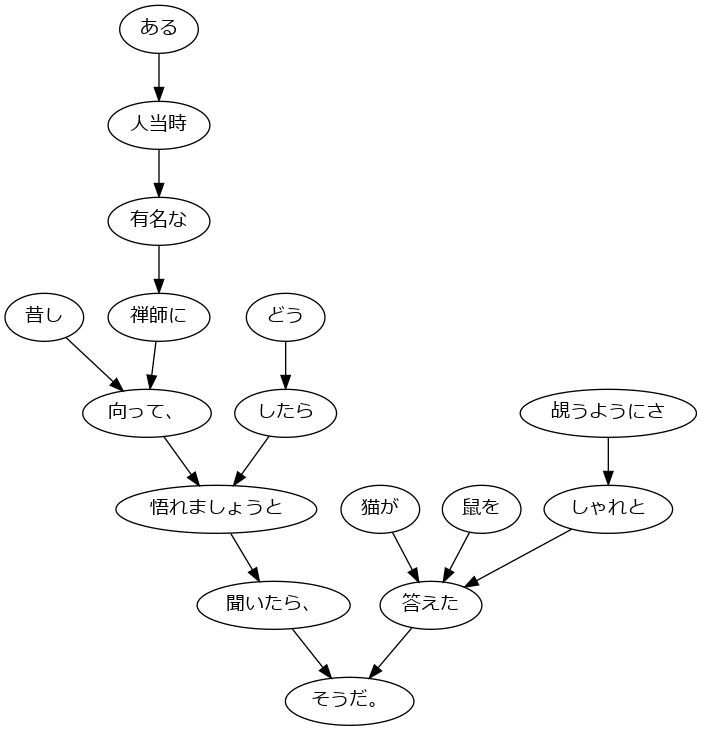 ある
人当時
有名な
昔し
禅師に
どう
向って、
したら
覘うようにさ
悟れましょうと
猫が
鼠を
しゃれと
聞いたら、
答えた
そうだ。